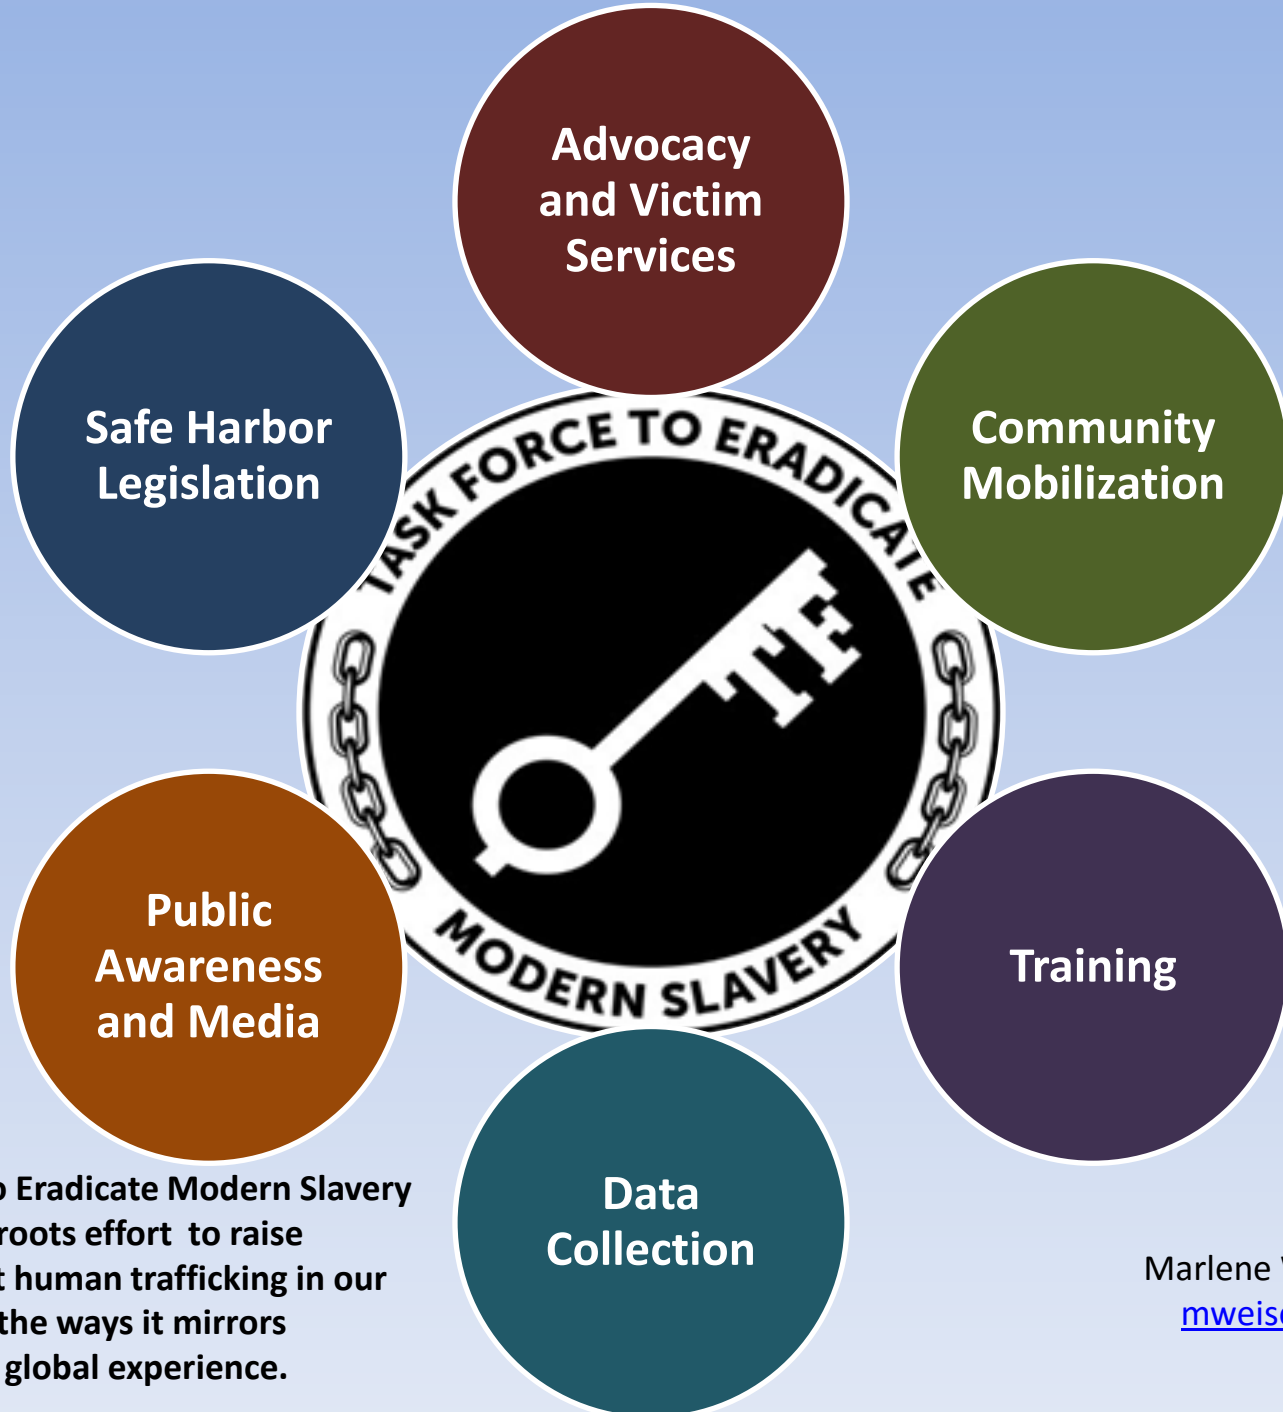 Advocacy
and Victim
Services
Safe Harbor
Legislation
Community
Mobilization
TASK FORCE TO ERADICATE
TF
MODERN SLAVERY
Public
Awareness
and Media
Training
Data
Collection
Eradicate Modern Slavery
roots effort to raise
human trafficking in our
the ways it mirrors
global experience.
Marlene